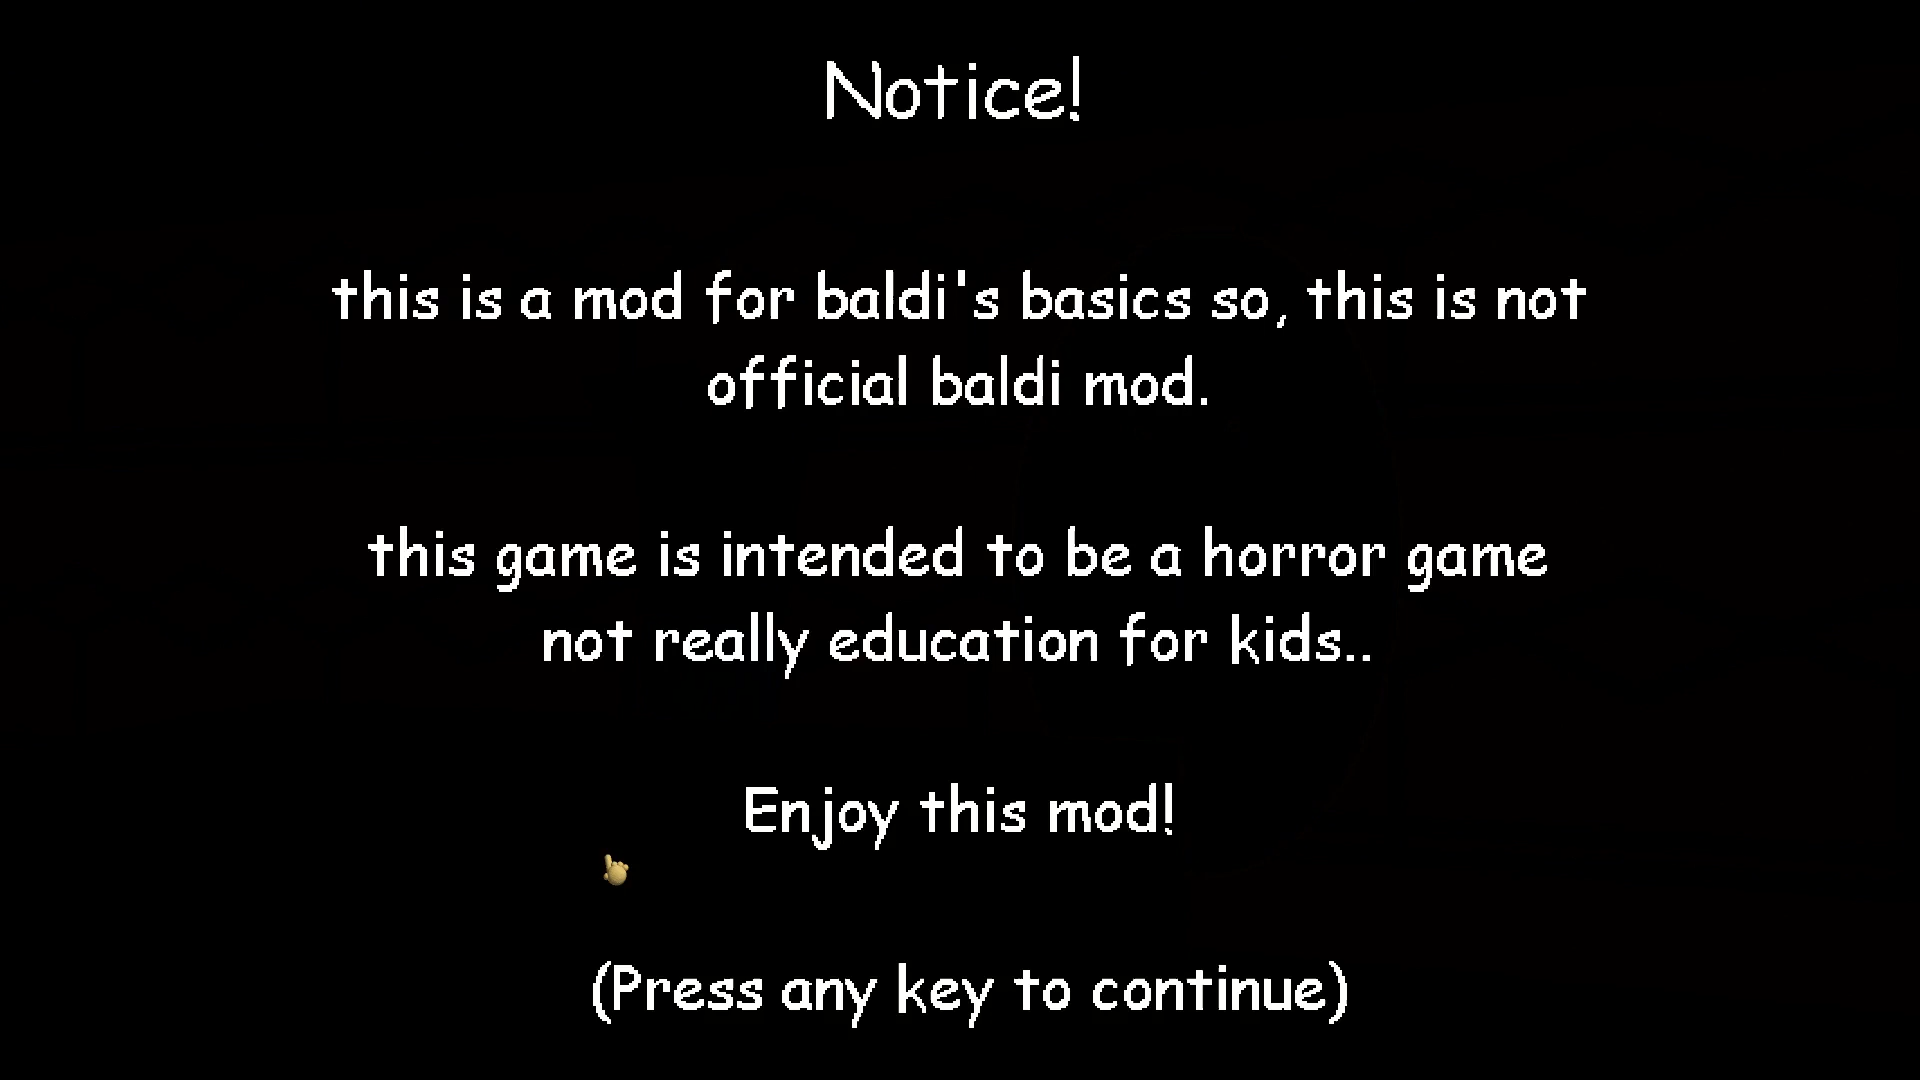 Notice!
this is a mod for baldi's basics so, this is not
official baldi mod.
this game is intended to be a horror game
not really education for kids..
Enjoy this mod!
(Press any key to continue)